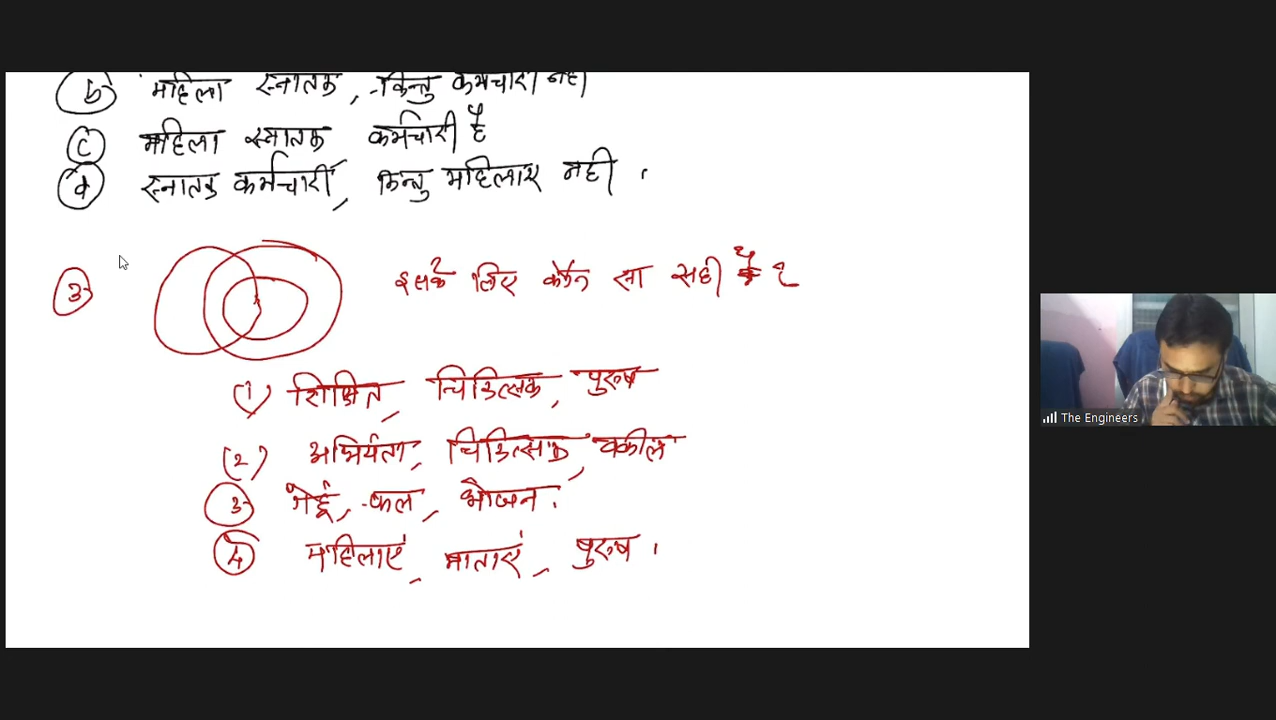 (b) महिला स्नातक, किन्तु कर्मचारी नही
(c) महिला स्नातक कर्मचारी है
(d) स्नातक कर्मचारी, किन्तु महिलाए नही .
(3) इसके लिए कौन सा सही है ?
(1) शिक्षित, चिकित्सक, पुरुष
(2) अभियंता, चिकित्सक, वकील
(3) गेहूं, फल, भोजन .
(4) महिलाएं, माताएं, पुरुष .
The Engineers